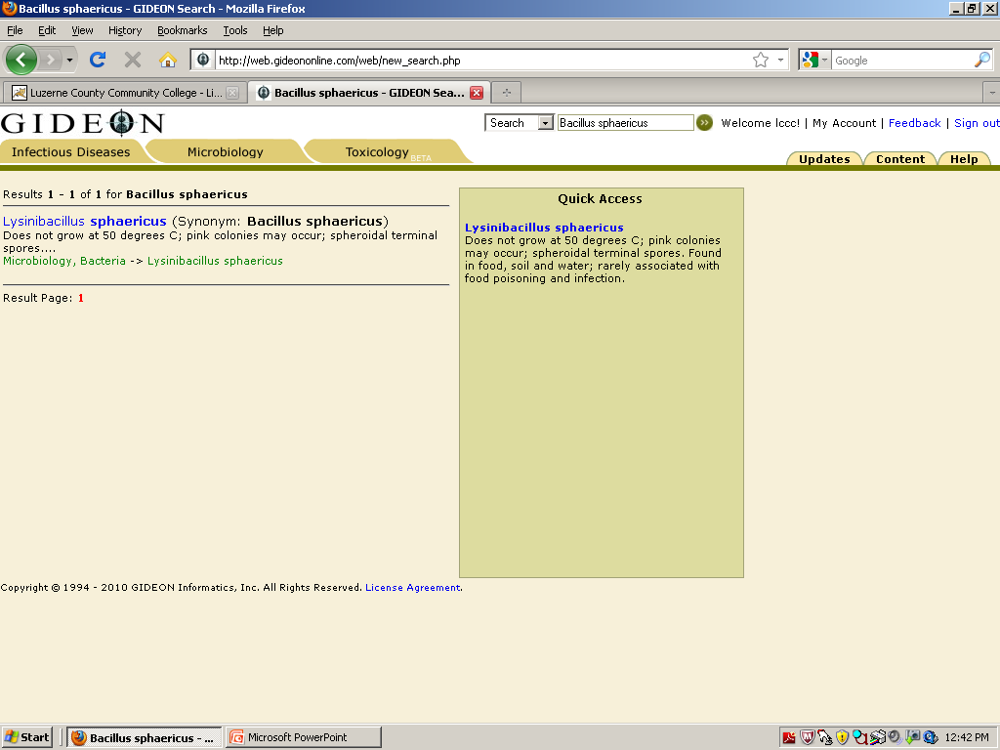 Bacillus sphaericus - GIDEON Search - Mozilla Firefox
File Edit View History Bookmarks Tools Help
http://web.gideononline.com/web/new_search.php
Google
Luzerne County Community College - Li...
Bacillus sphaericus - GIDEON Sea...
GIDEON
Search
Bacillus sphaericus
Welcome lccc! | My Account | Feedback | Sign out
Infectious Diseases
Microbiology
Toxicology BETA
Updates
Content
Help
Results 1 - 1 of 1 for Bacillus sphaericus
Lysinibacillus sphaericus (Synonym: Bacillus sphaericus)
Does not grow at 50 degrees C; pink colonies may occur; spheroidal terminal
spores....
Microbiology, Bacteria -> Lysinibacillus sphaericus
Result Page: 1
Quick Access
Lysinibacillus sphaericus
Does not grow at 50 degrees C; pink colonies
may occur; spheroidal terminal spores. Found
in food, soil and water; rarely associated with
food poisoning and infection.
Copyright © 1994 - 2010 GIDEON Informatics, Inc. All Rights Reserved. License Agreement.
Start
Bacillus sphaericus - ...
Microsoft PowerPoint
12:42 PM